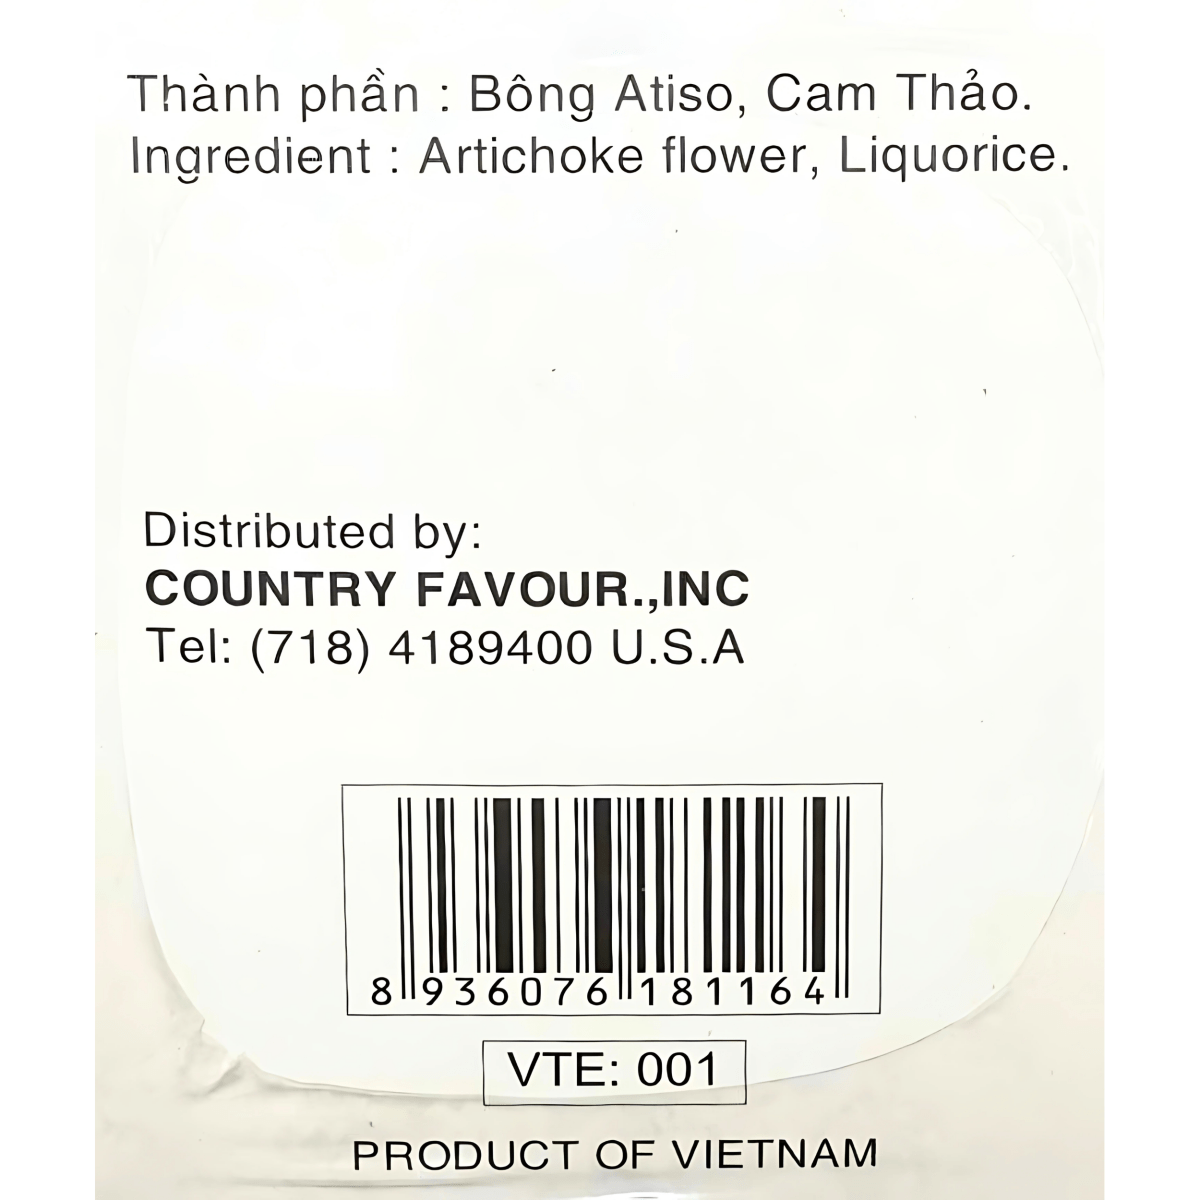 Thành phần : Bông Atiso, Cam Thảo.
Ingredient : Artichoke flower, Liquorice.
Distributed by:
COUNTRY FAVOUR.,INC
Tel: (718) 4189400 U.S.A
8 936076 181164
VTE: 001
PRODUCT OF VIETNAM